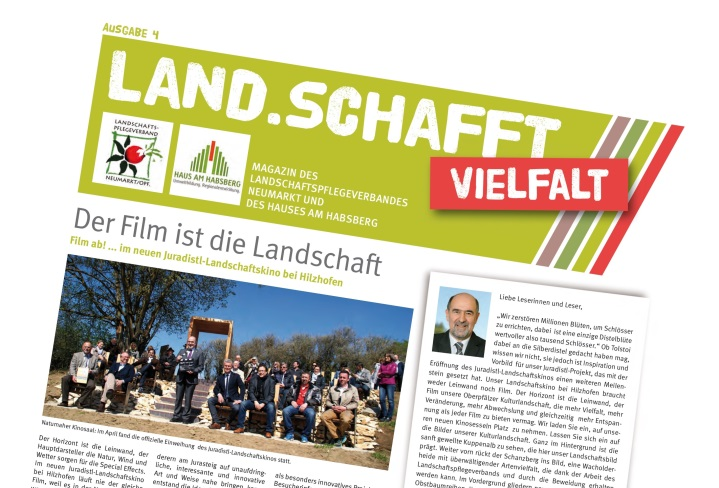 AUSGABE 4
LAND.SCHAFFT
VIELFALT
LANDSCHAFTS-
PFLEGEVERBAND
NEUMARKT/OPF.
HAUS AM HABSBERG
Umweltbildung. Regionalentwicklung.
MAGAZIN DES
LANDSCHAFTSPFLEGEVERBANDES
NEUMARKT UND
DES HAUSES AM HABSBERG
Der Film ist die Landschaft
Film ab! ... im neuen Juradistl-Landschaftskino bei Hilzhofen
Naturnaher Kinosaal: Im April fand die offizielle Einweihung des Juradistl-Landschaftskinos statt.
Der Horizont ist die Leinwand, der
Hauptdarsteller die Natur, Wind und
Wetter sorgen für die Special Effects.
Im neuen Juradistl-Landschaftskino
bei Hilzhofen läuft nie der gleiche
Film, weil es in der
derem am Jurasteig auf unaufdring-
liche, interessante und innovative
Art und Weise nahe bringen
entstand die
als besonders innovatives
Liebe Leserinnen und Leser,
„Wir zerstören Millionen Blüten, um Schlösser
zu errichten, dabei ist eine einzige Distelblüte
wertvoller als tausend Schlösser.“ Ob Tolstoi
dabei an die Silberdistel gedacht haben mag,
wissen wir nicht, sie jedoch ist Inspiration und
Vorbild für unser Juradistl-Projekt, das mit der
Eröffnung des Juradistl-Landschaftskinos einen weiteren Meilen-
stein gesetzt hat. Unser Landschaftskino bei Hilzhofen braucht
weder Leinwand noch Film. Der Horizont ist die Leinwand, der
Film unsere Oberpfälzer Kulturlandschaft, die mehr Vielfalt, mehr
Veränderung, mehr Abwechslung und gleichzeitig mehr Entspan-
nung als jeder Film zu bieten vermag. Wir laden Sie ein, auf unse-
ren neuen Kinosesseln Platz zu nehmen. Lassen Sie sich ein auf
die Bilder unserer Kulturlandschaft. Ganz im Hintergrund ist die
sanft gewellte Kuppenalb zu sehen, die hier unser Landschaftsbild
prägt. Weiter vorn rückt der Schanzberg ins Bild, eine Wacholder-
heide mit überwältigender Artenvielfalt, die dank der Arbeit des
Landschaftspflegeverbands und durch die Beweidung erhalten
werden kann. Im Vordergrund gliedern
Obstbaumreihen